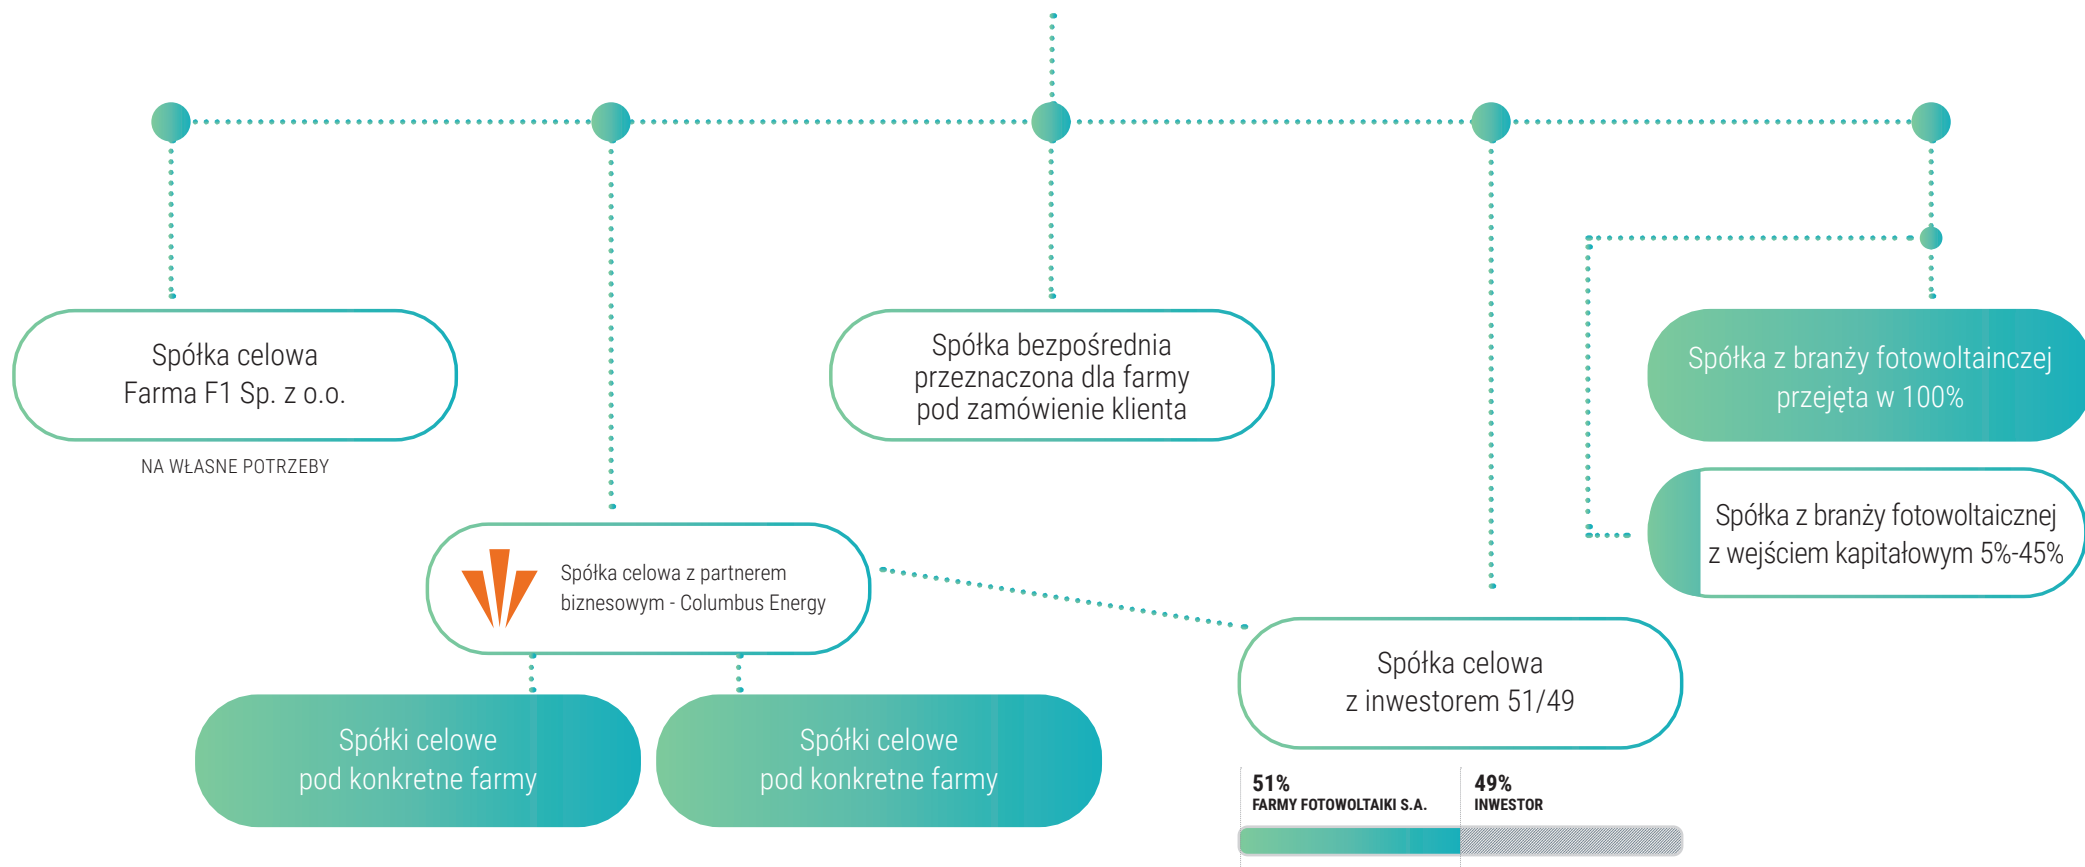 Spółka celowa
Farma F1 Sp. z o.o.
NA WŁASNE POTRZEBY
Spółka celowa z partnerem
biznesowym - Columbus Energy
Spółki celowe
pod konkretne farmy
Spółki celowe
pod konkretne farmy
Spółka bezpośrednia
przeznaczona dla farmy
pod zamówienie klienta
Spółka celowa
z inwestorem 51/49
51%
FARMY FOTOWOLTAIKI S.A.
49%
INWESTOR
Spółka z branży fotowoltainczej
przejęta w 100%
Spółka z branży fotowoltaicznej
z wejściem kapitałowym 5%-45%